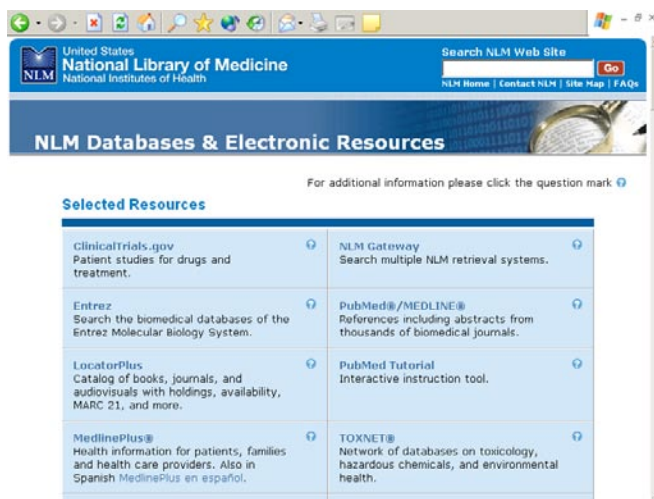 United States
National Library of Medicine
National Institutes of Health
NLM
Search NLM Web Site
Go
NLM Home | Contact NLM | Site Map | FAQs
NLM Databases & Electronic Resources
For additional information please click the question mark
Selected Resources
ClinicalTrials.gov
Patient studies for drugs and
treatment.
NLM Gateway
Search multiple NLM retrieval systems.
Entrez
Search the biomedical databases of the
Entrez Molecular Biology System.
PubMed®/MEDLINE®
References including abstracts from
thousands of biomedical journals.
LocatorPlus
Catalog of books, journals, and
audiovisuals with holdings, availability,
MARC 21, and more.
PubMed Tutorial
Interactive instruction tool.
MedlinePlus®
Health information for patients, families
and health care providers. Also in
Spanish MedlinePlus en español.
TOXNET®
Network of databases on toxicology,
hazardous chemicals, and environmental
health.